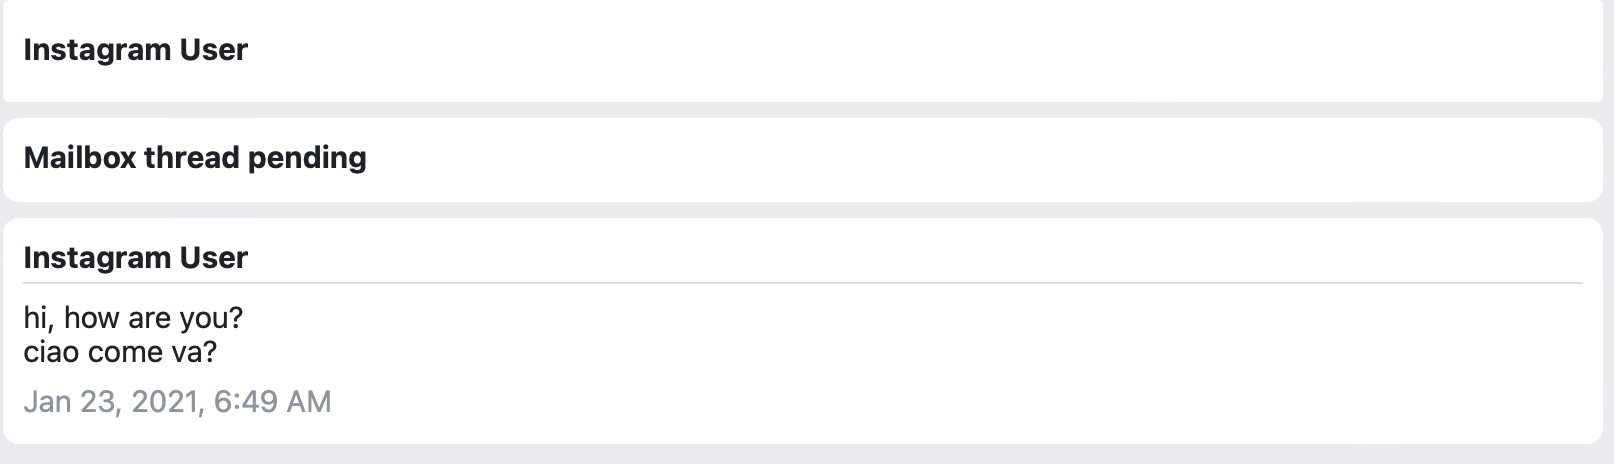 Instagram User
Mailbox thread pending
Instagram User
hi, how are you?
ciao come va?
Jan 23, 2021, 6:49 AM